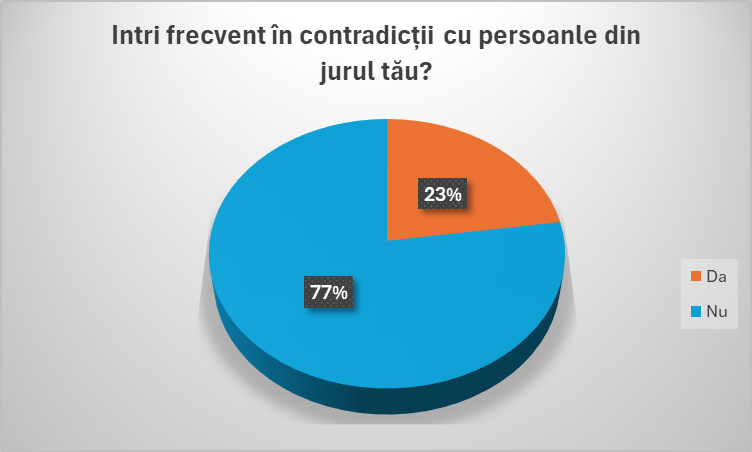 Intri frecvent în contradicții cu persoanle din
jurul tău?
23%
77%
Da
Nu